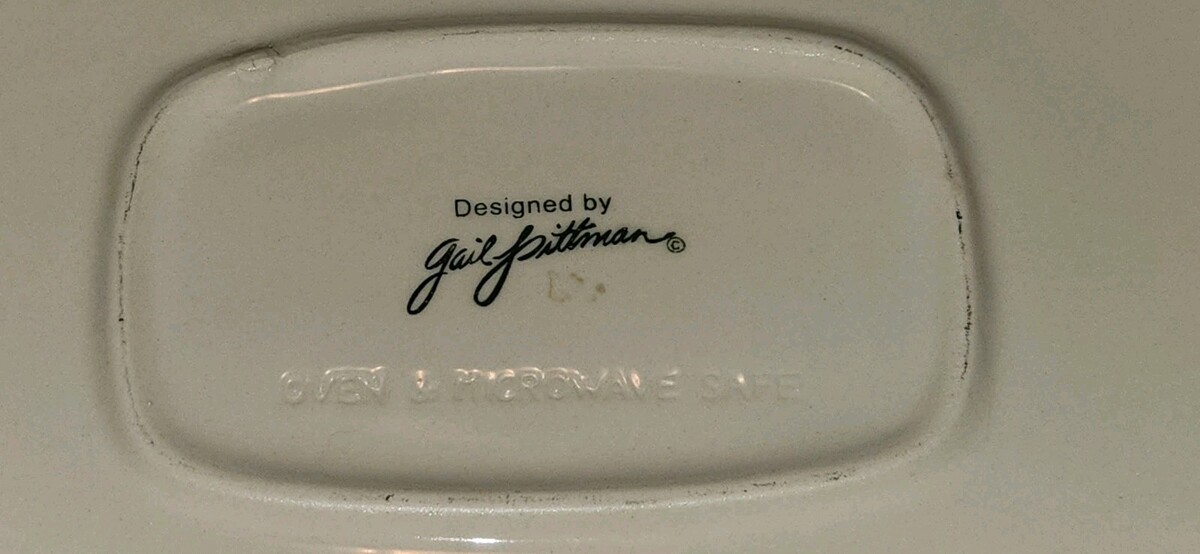 Designed by
Gail Pittman ©
OVEN & MICROWAVE SAFE